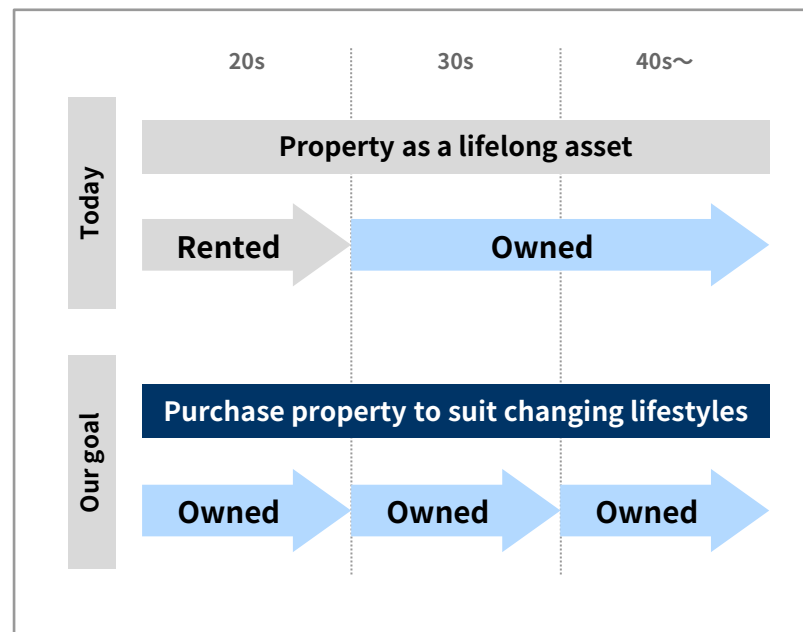 20s
30s
40s～
Today
Property as a lifelong asset
Rented
Owned
Our goal
Purchase property to suit changing lifestyles
Owned
Owned
Owned